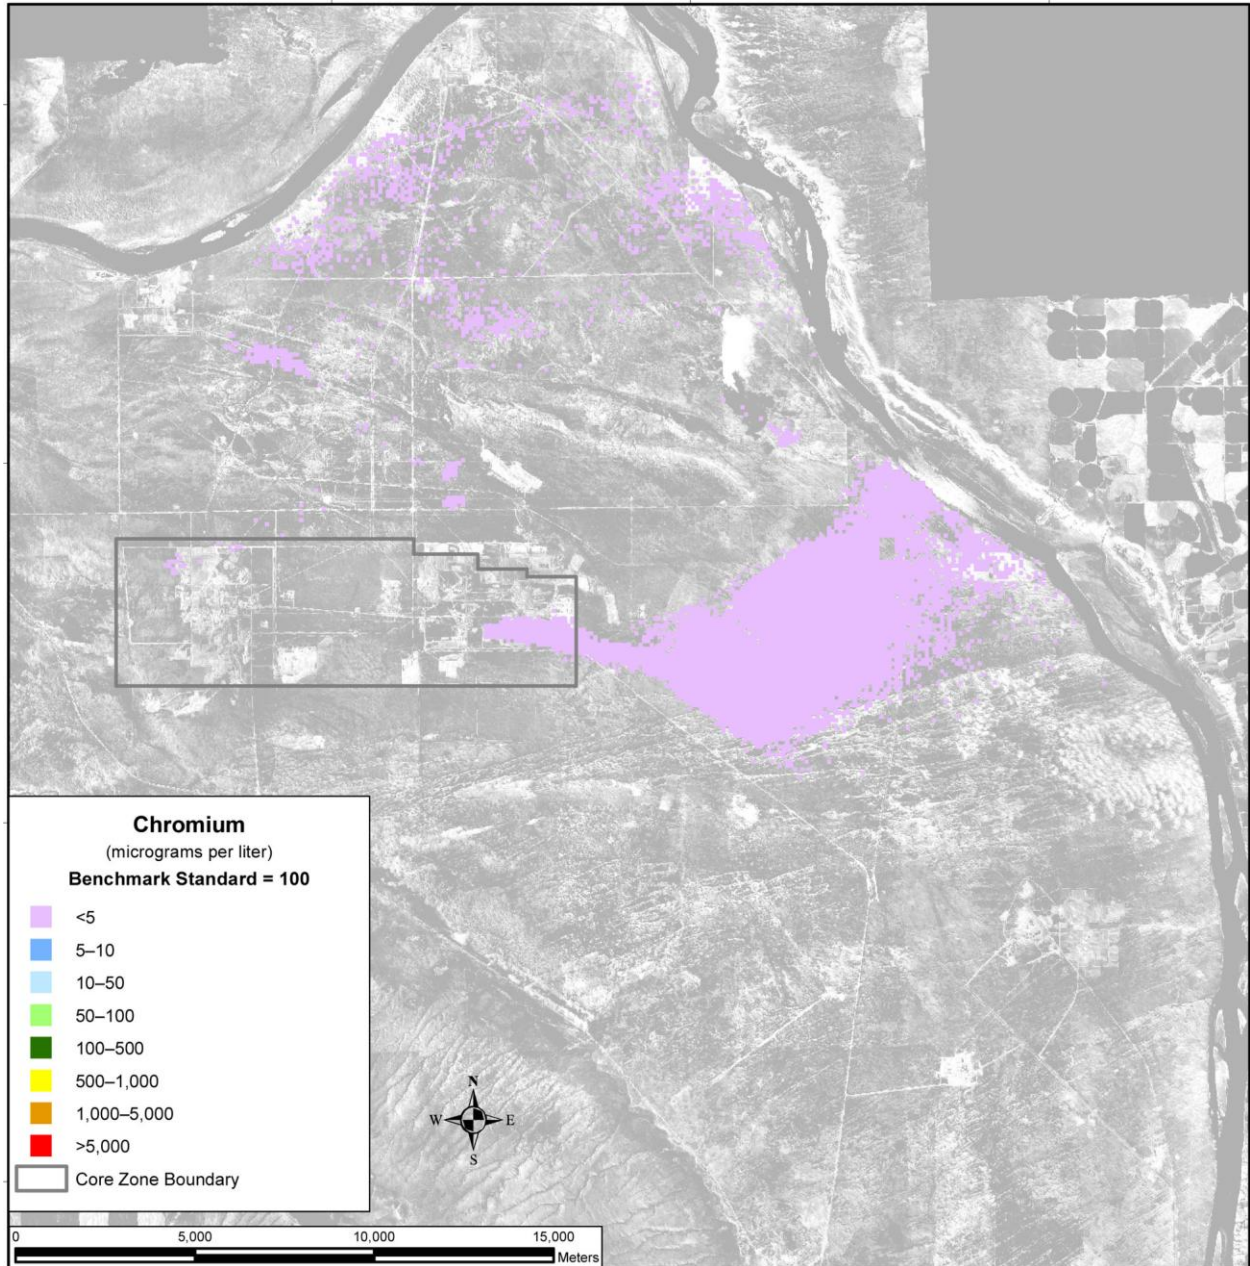 Chromium
(micrograms per liter)
Benchmark Standard = 100
<5
5–10
10–50
50–100
100–500
500–1,000
1,000–5,000
>5,000
Core Zone Boundary
N
W E
S
0 5,000 10,000 15,000
Meters